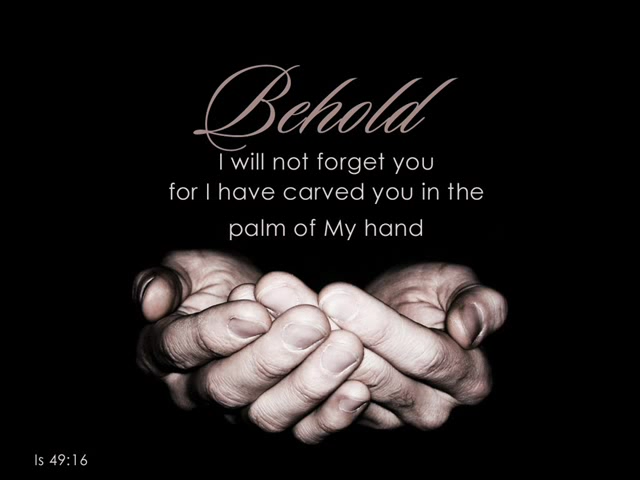 Behold
I will not forget you
for I have carved you in the
palm of My hand
Is 49:16